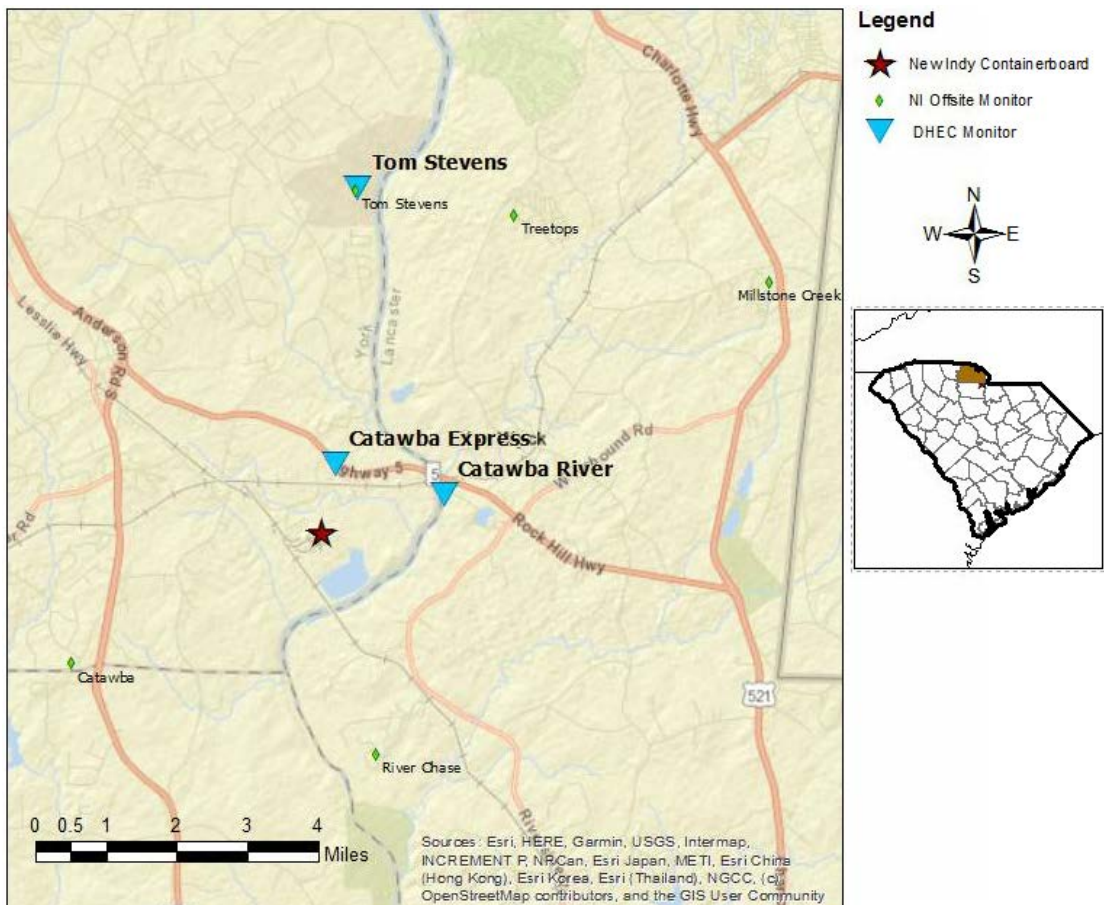 Legend
New Indy Containerboard
NI Offsite Monitor
DHEC Monitor
N
W E
S
Charlotte Hwy
Tom Stevens
Tom Stevens
Treetops
Millstone Creek
York
Lancaster
Lesslie Hwy
Anderson Rd S
Catawba Express
Catawba River
5
Rock Hill Hwy
Catawba
521
River Chase
0 0.5 1 2 3 4
Miles
Sources: Esri, HERE, Garmin, USGS, Intermap,
INCREMENT P, NRCan, Esri Japan, METI, Esri China
(Hong Kong), Esri Korea, Esri (Thailand), NGCC, (c)
OpenStreetMap contributors, and the GIS User Community